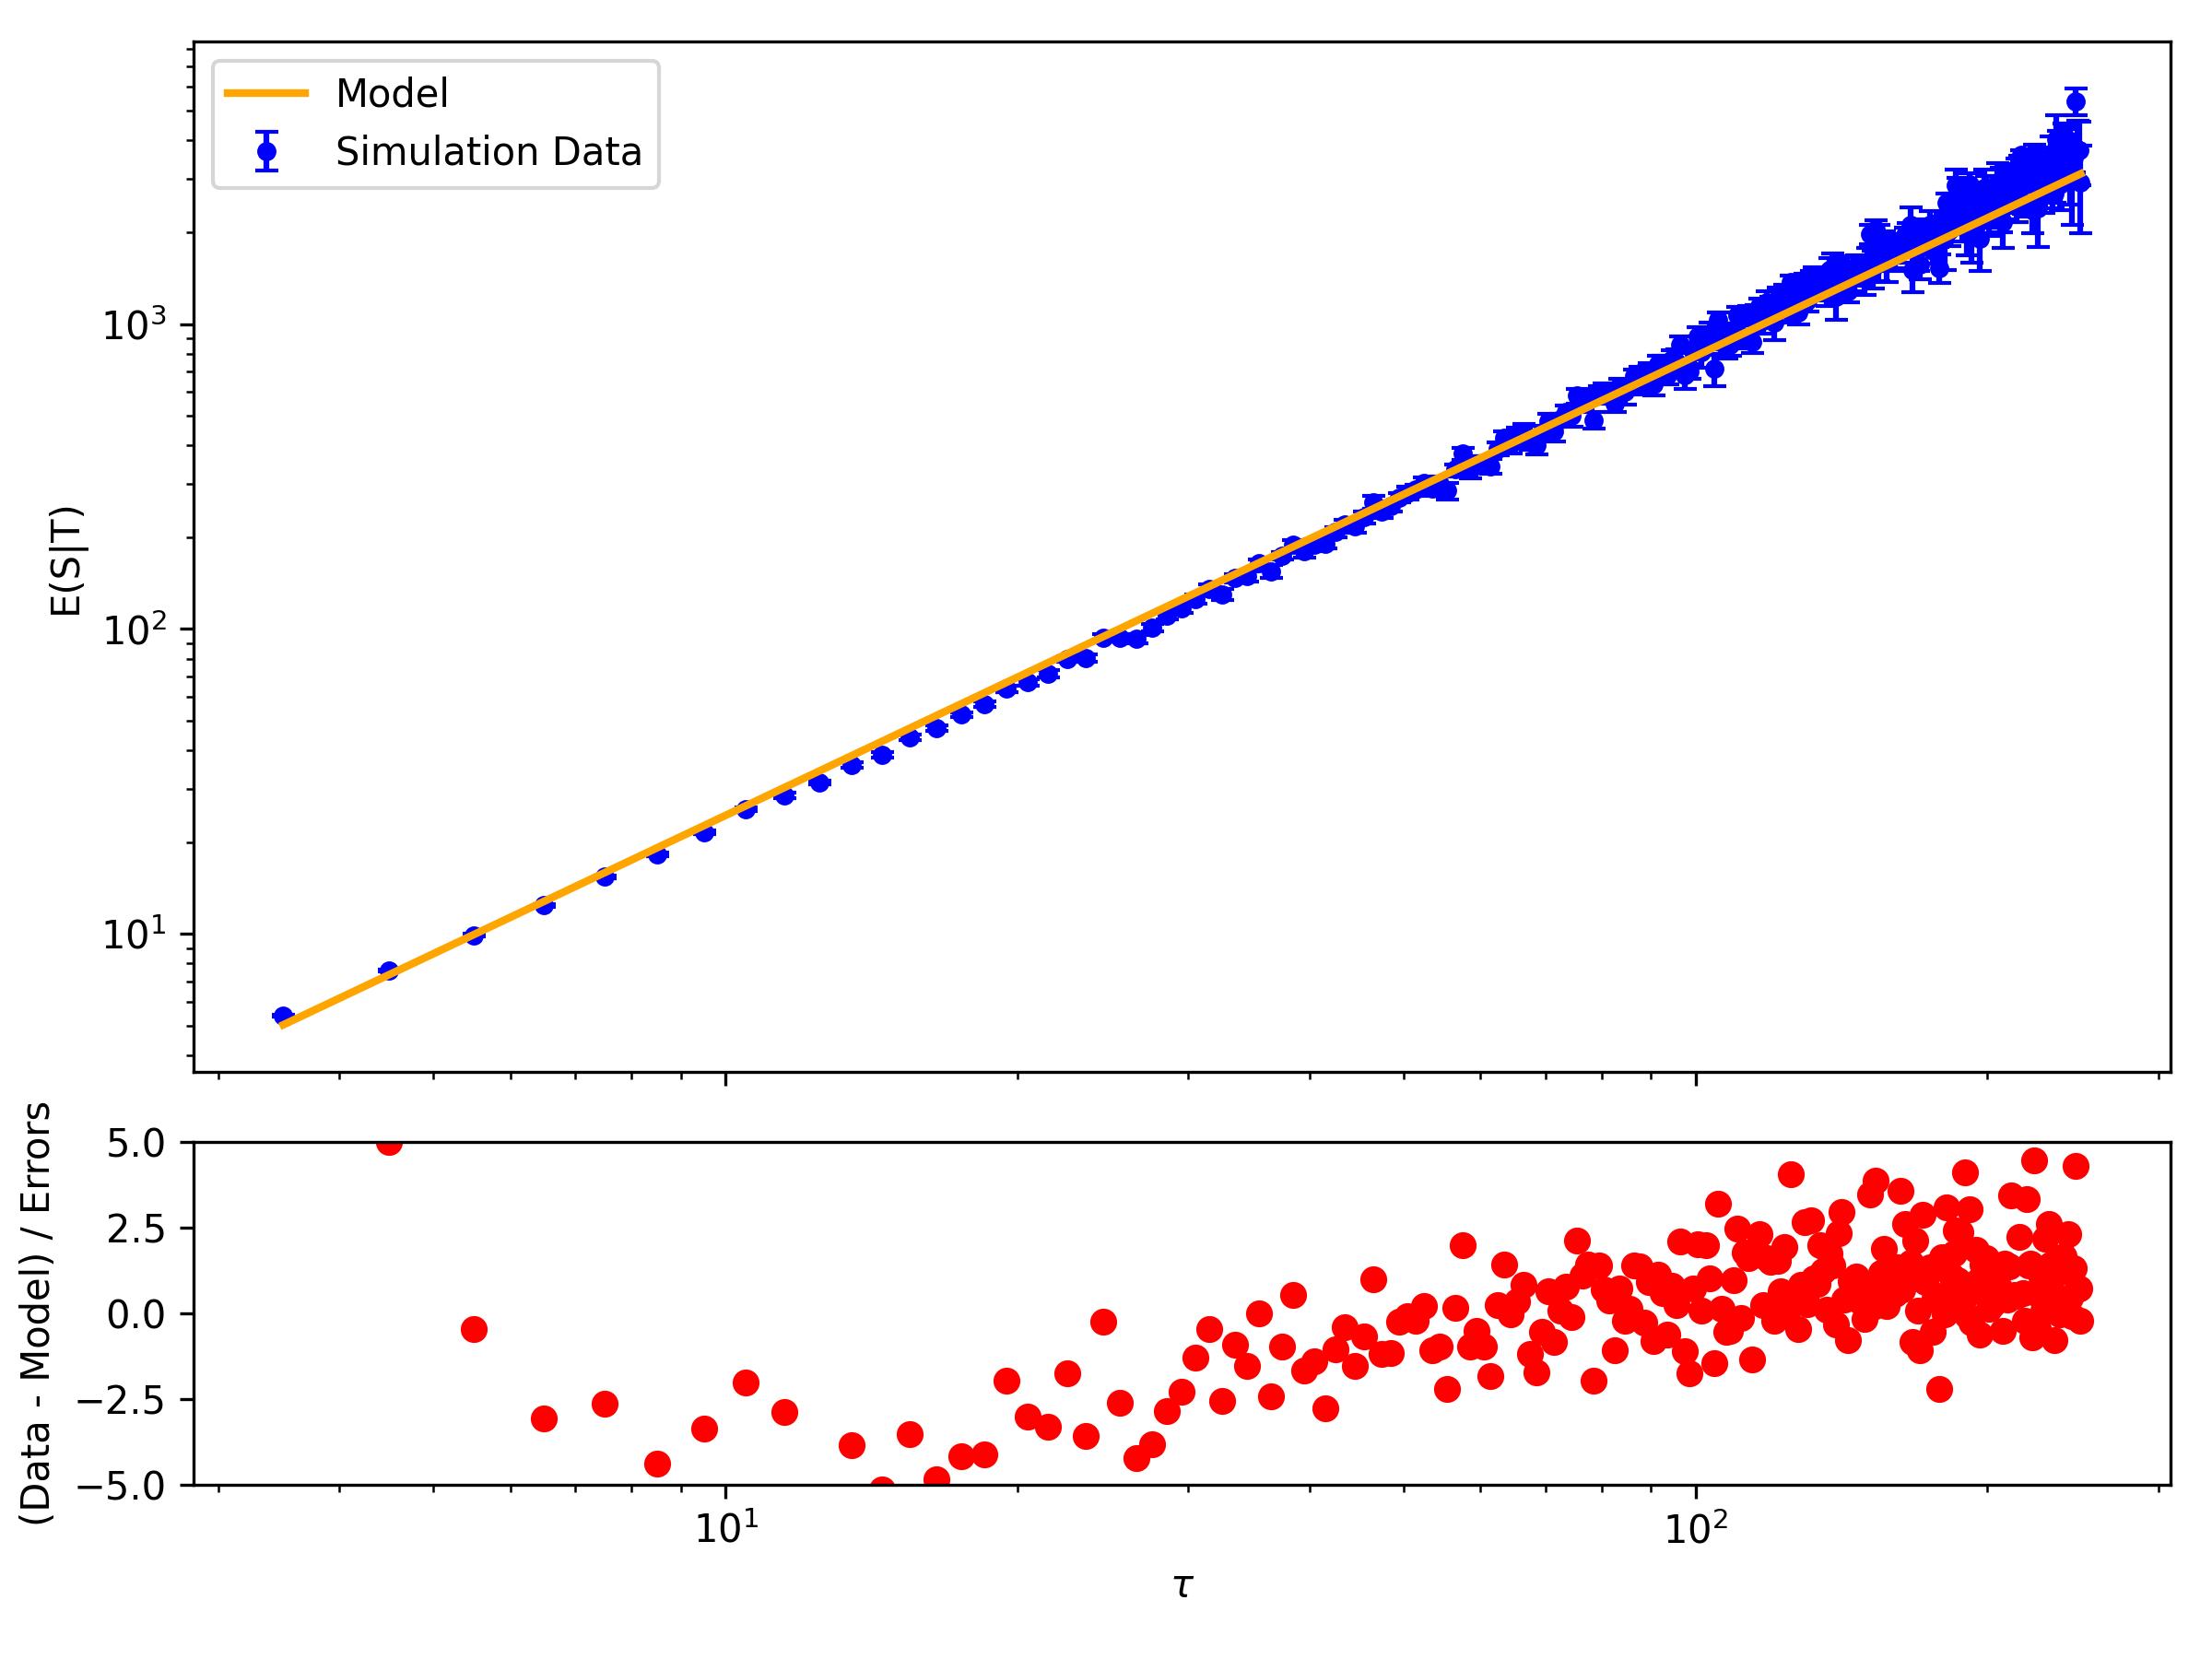 Model
Simulation Data
E(S|T)
10³
10²
10¹
(Data - Model) / Errors
5.0
2.5
0.0
−2.5
−5.0
10¹
10²
τ